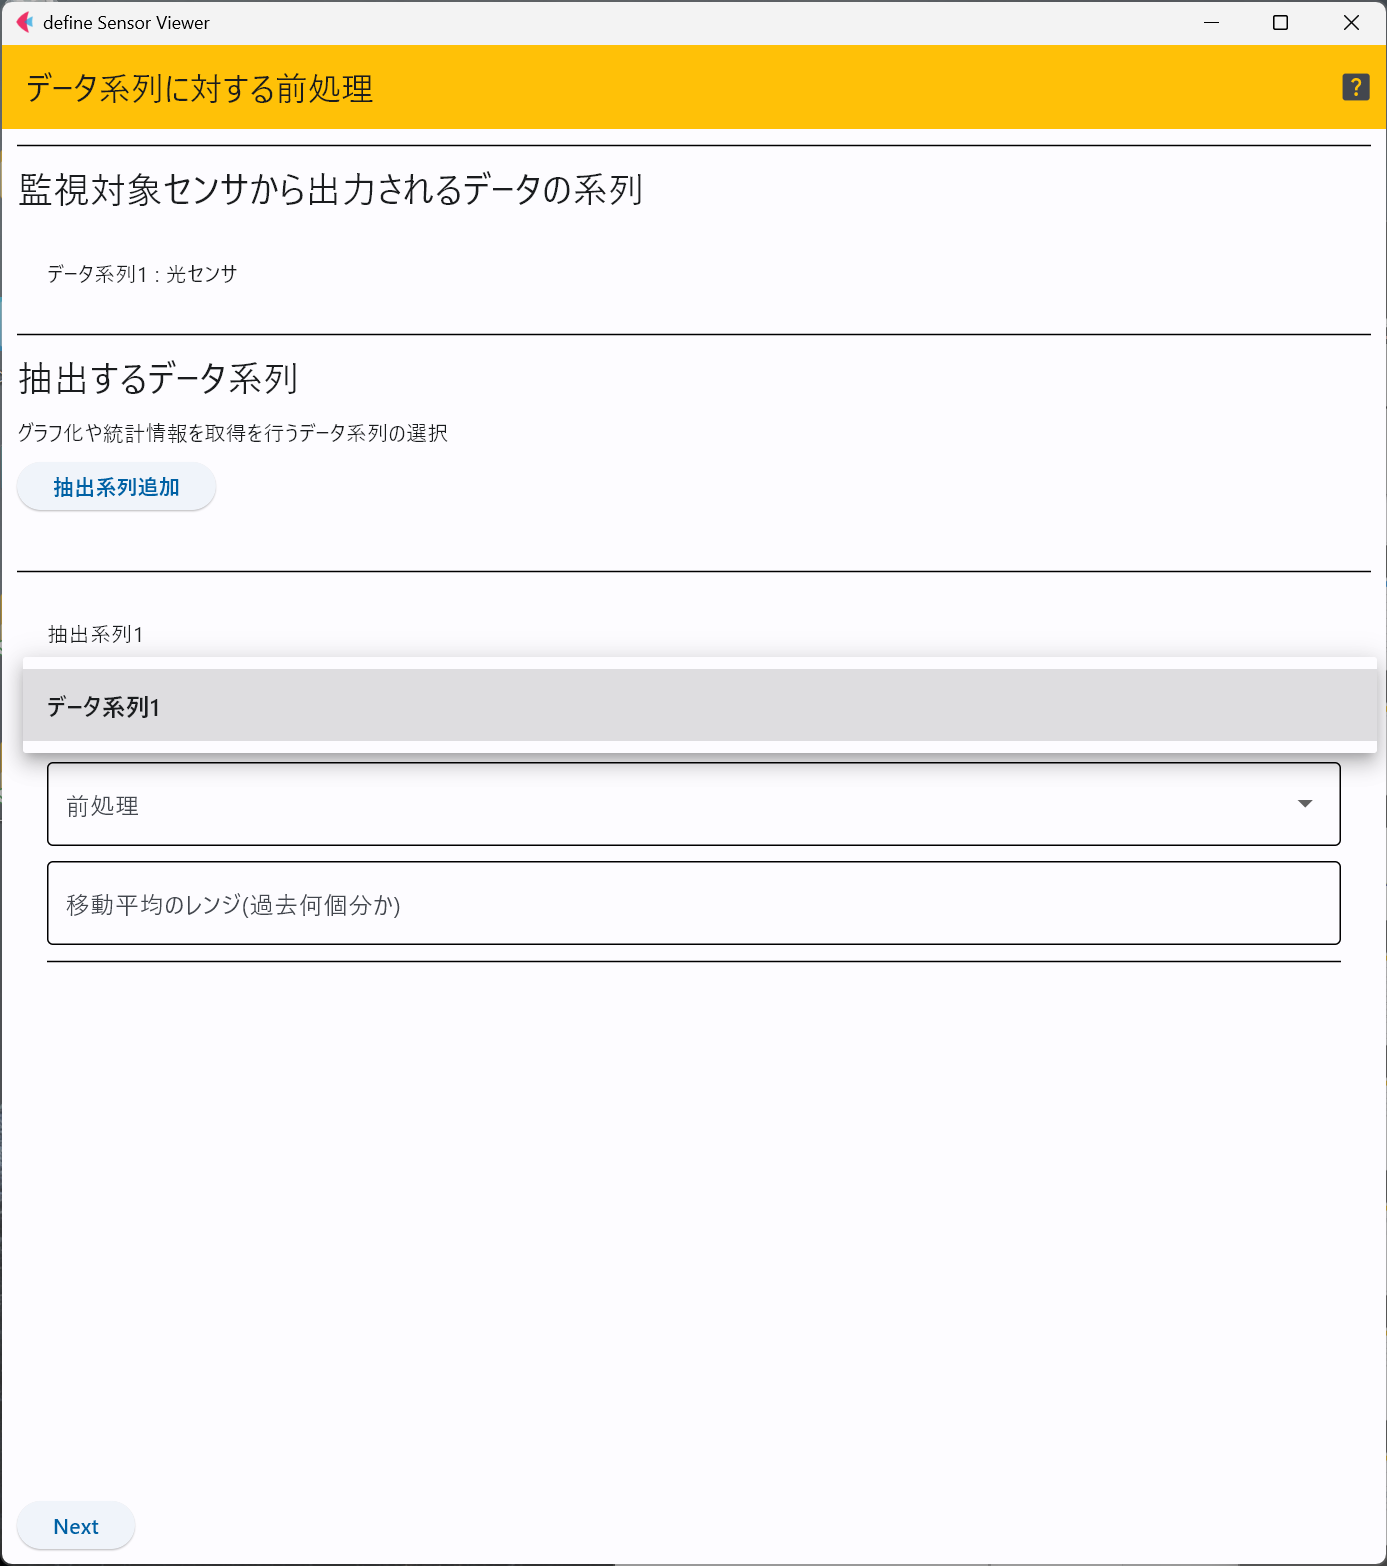 define Sensor Viewer
データ系列に対する前処理
?
監視対象センサから出力されるデータの系列
データ系列1 : 光センサ
抽出するデータ系列
グラフ化や統計情報を取得を行うデータ系列の選択
抽出系列追加
抽出系列1
データ系列1
前処理
移動平均のレンジ(過去何個分か)
Next